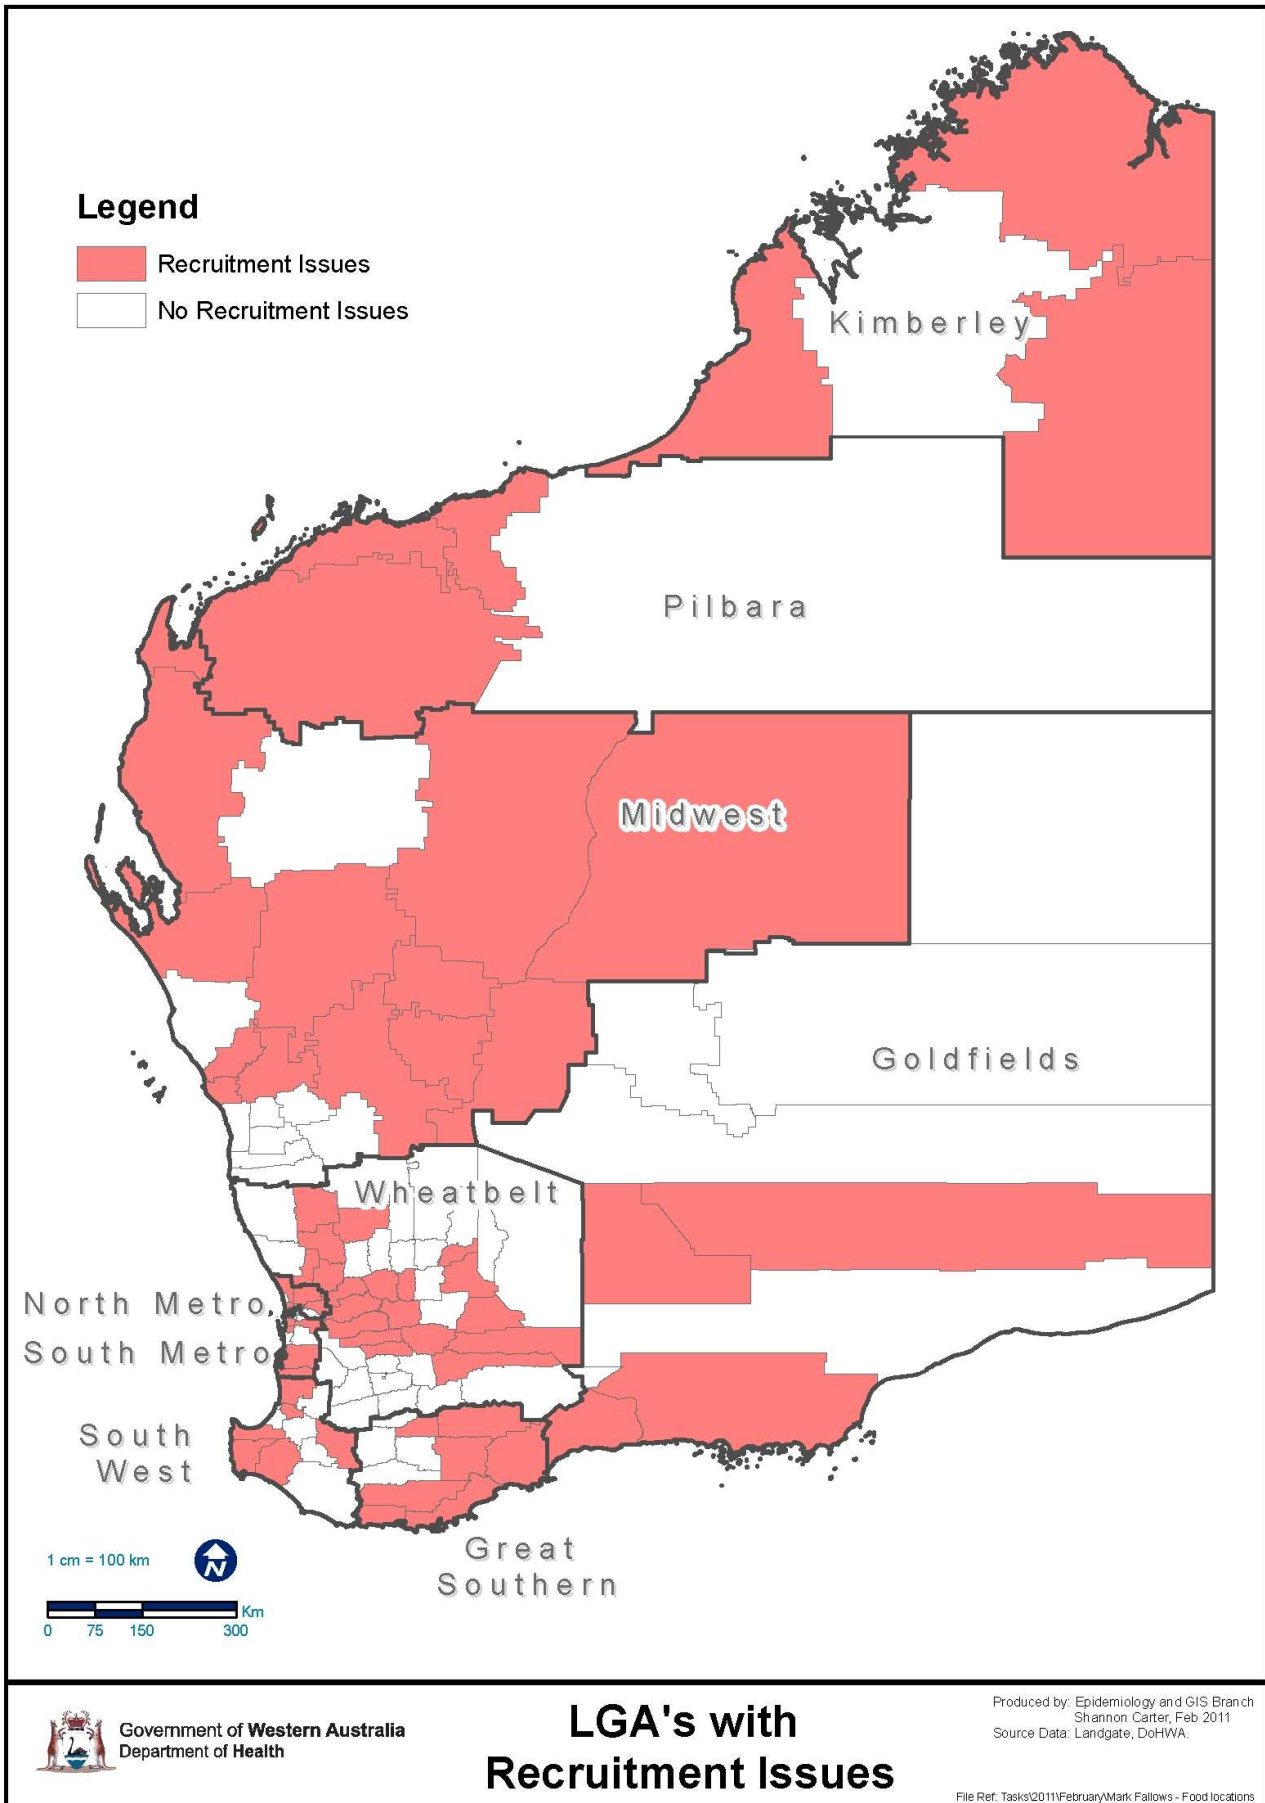 Legend
Recruitment Issues
No Recruitment Issues
Kimberley
Pilbara
Midwest
Goldfields
Wheatbelt
North Metro,
South Metro
South
West
Great
Southern
1 cm = 100 km
N
Km
0 75 150 300
Government of Western Australia
Department of Health
LGA's with
Recruitment Issues
Produced by: Epidemiology and GIS Branch
Shannon Carter, Feb 2011
Source Data: Landgate, DoHWA.
File Ref: Tasks\2011\February\Mark Fallows - Food locations